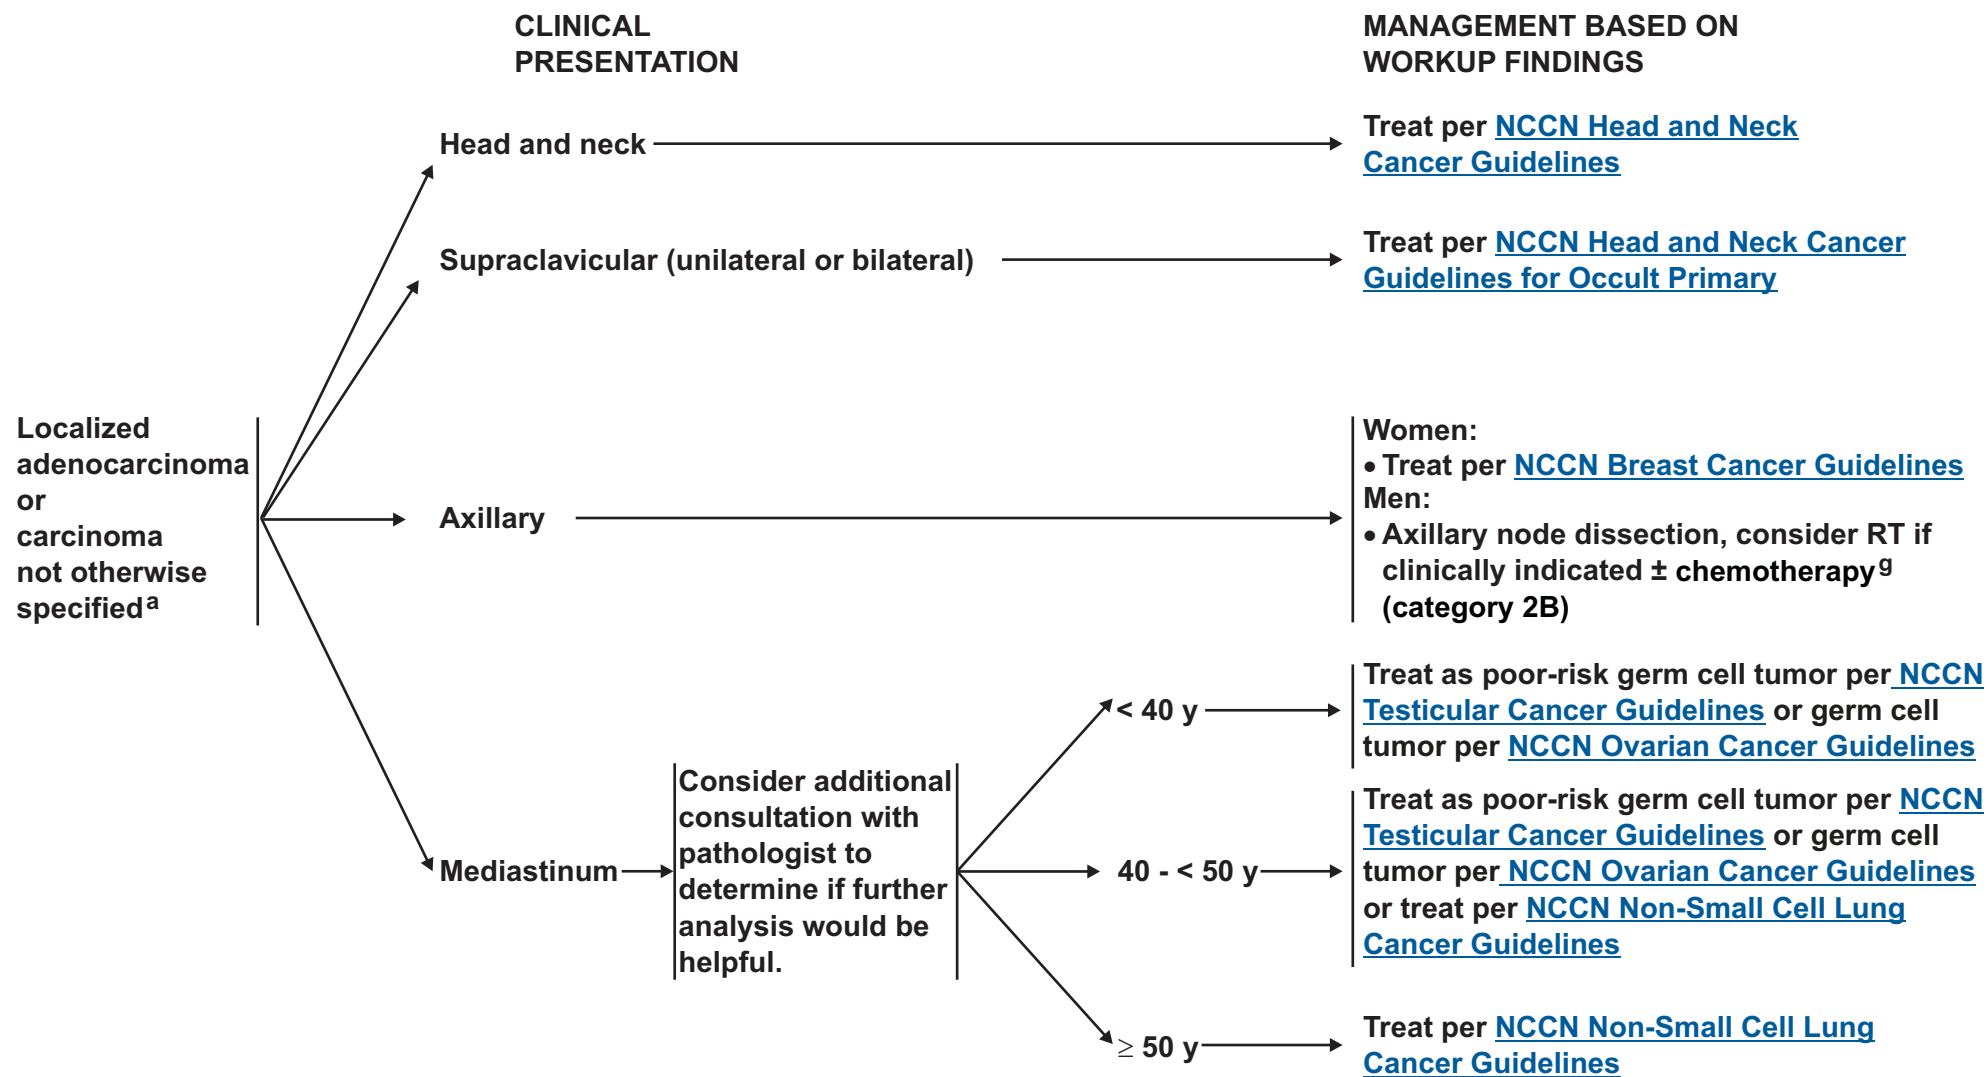 CLINICAL
PRESENTATION
MANAGEMENT BASED ON
WORKUP FINDINGS
Head and neck
Treat per NCCN Head and Neck
Cancer Guidelines
Supraclavicular (unilateral or bilateral)
Treat per NCCN Head and Neck Cancer
Guidelines for Occult Primary
Localized
adenocarcinoma
or
carcinoma
not otherwise
specifiedᵃ
Axillary
Women:
• Treat per NCCN Breast Cancer Guidelines
Men:
• Axillary node dissection, consider RT if
clinically indicated ± chemotherapyᵍ
(category 2B)
Mediastinum
Consider additional
consultation with
pathologist to
determine if further
analysis would be
helpful.
< 40 y
Treat as poor-risk germ cell tumor per NCCN
Testicular Cancer Guidelines or germ cell
tumor per NCCN Ovarian Cancer Guidelines
40 - < 50 y
Treat as poor-risk germ cell tumor per NCCN
Testicular Cancer Guidelines or germ cell
tumor per NCCN Ovarian Cancer Guidelines
or treat per NCCN Non-Small Cell Lung
Cancer Guidelines
≥ 50 y
Treat per NCCN Non-Small Cell Lung
Cancer Guidelines